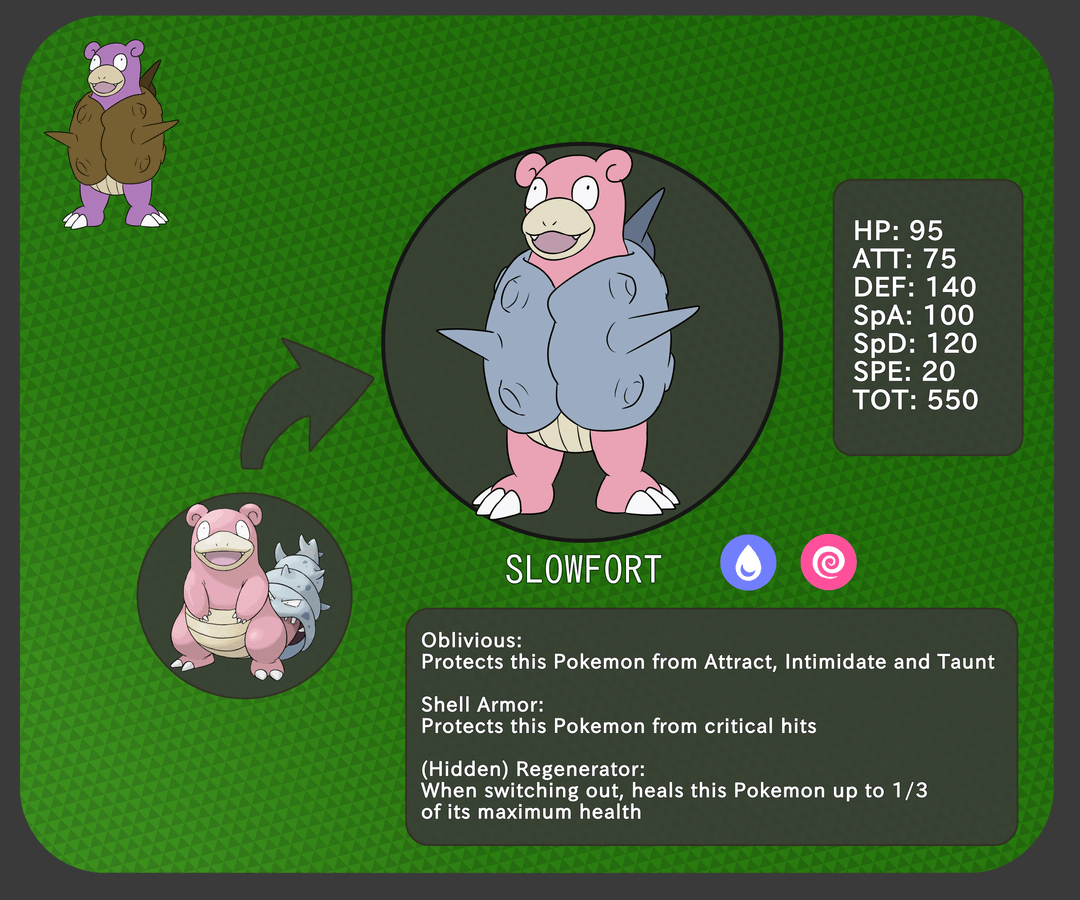 HP: 95
ATT: 75
DEF: 140
SpA: 100
SpD: 120
SPE: 20
TOT: 550
SLOWFORT
Oblivious:
Protects this Pokemon from Attract, Intimidate and Taunt
Shell Armor:
Protects this Pokemon from critical hits
(Hidden) Regenerator:
When switching out, heals this Pokemon up to 1/3
of its maximum health